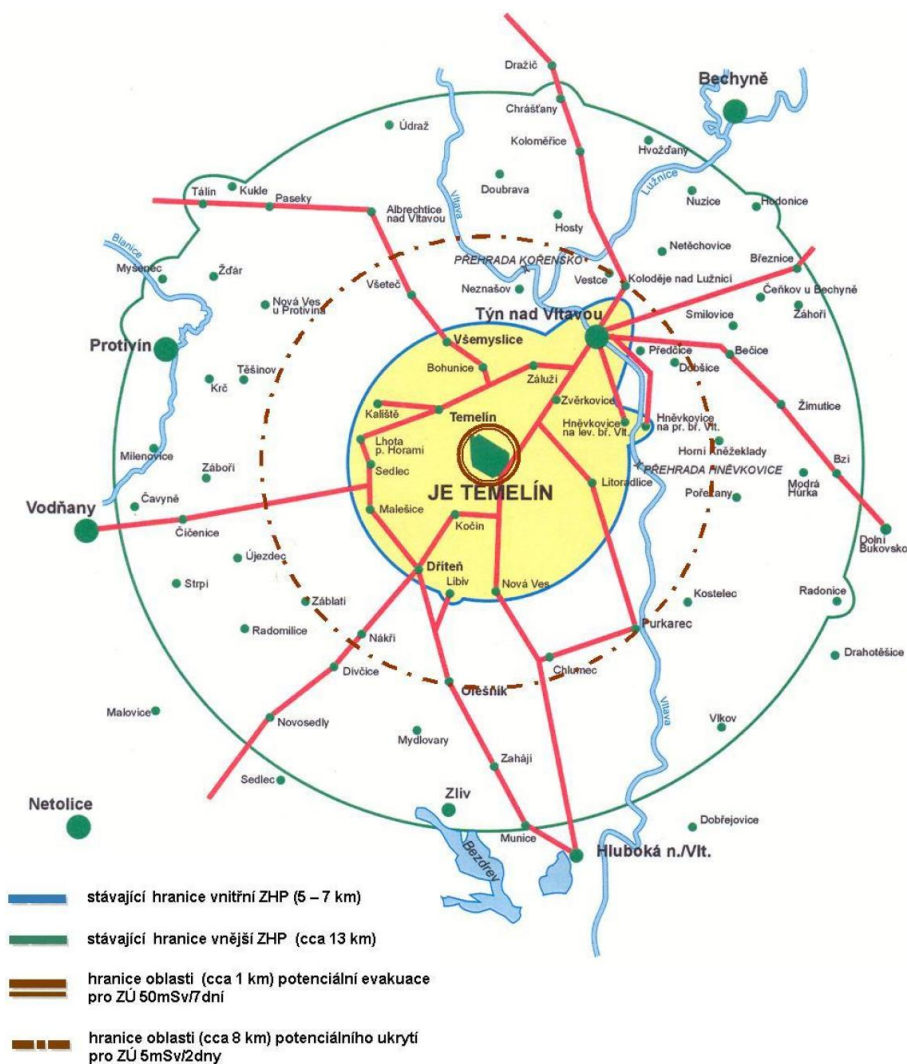 Dražič
Bechyně
Chrášťany
Údraž
Koloměřice
Hvožďany
Lužnice
Doubrava
Vltava
Kukle
Tálín
Paseky
Nuzice
Hodonice
Albrechtice
nad Vltavou
Hosty
Blanice
Netěchovice
Březnice
PŘEHRADA KOŘENSKO
Myšenec
Žďár
Všeteč
Neznašov
Vestce
Koloděje nad Lužnicí
Čeňkov u Bechyně
Nová Ves
u Protivína
Týn nad Vltavou
Smilovice
Záhoří
Protivín
Všemyslice
Předčice
Bečice
Bohunice
Záluží
Dobšice
Krč
Těšínov
Kaliště
Temelín
Zvěrkovice
Žimutice
Hněvkovice
na lev. bř. Vlt.
Hněvkovice
na pr. bř. Vlt.
Lhota
p. Horami
Horní Kněžeklady
Milenovice
Sedlec
PŘEHRADA HNĚVKOVICE
Bzí
Záboří
JE TEMELÍN
Litoradlice
Modrá
Hůrka
Vodňany
Čavyně
Malešice
Pořežany
Číčenice
Kočín
Dolní
Bukovsko
Újezdec
Dříteň
Strpí
Libív
Nová Ves
Záblatí
Kostelec
Radonice
Radomilice
Nákří
Purkarec
Dívčice
Chlumec
Drahotěšice
Olešník
Malovice
Novosedly
Vltava
Vlkov
Mydlovary
Zahájí
Sedlec
Netolice
Zliv
Munice
Dobřejovice
Bezdrev
Hluboká n./Vlt.
stávající hranice vnitřní ZHP (5 – 7 km)
stávající hranice vnější ZHP (cca 13 km)
hranice oblasti (cca 1 km) potenciální evakuace
pro ZÚ 50mSv/7dní
hranice oblasti (cca 8 km) potenciálního ukrytí
pro ZÚ 5mSv/2dny